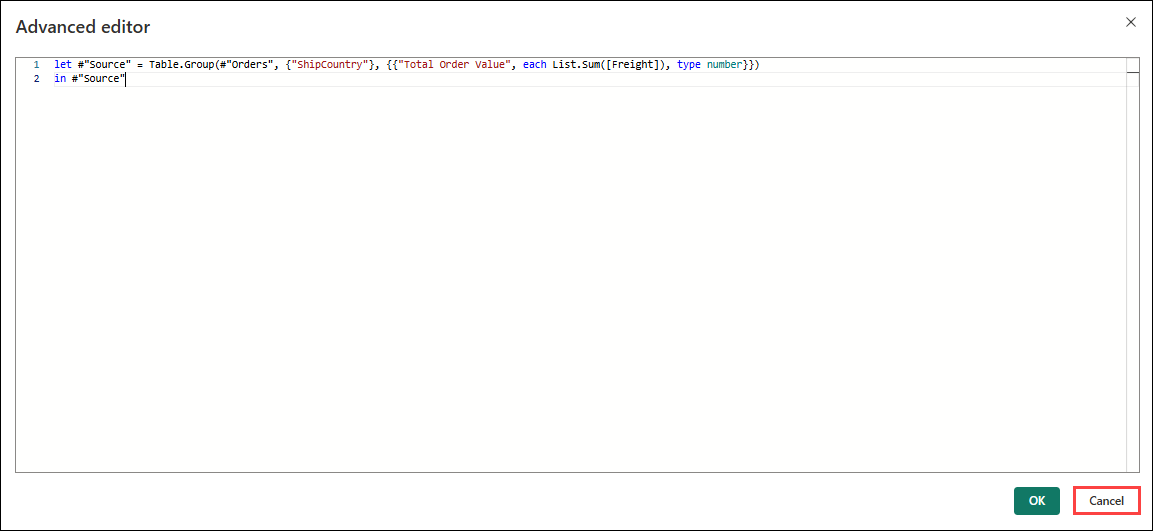 Advanced editor
1 let #"Source" = Table.Group(#"Orders", {"ShipCountry"}, {{"Total Order Value", each List.Sum([Freight]), type number}})
2 in #"Source"
OK Cancel